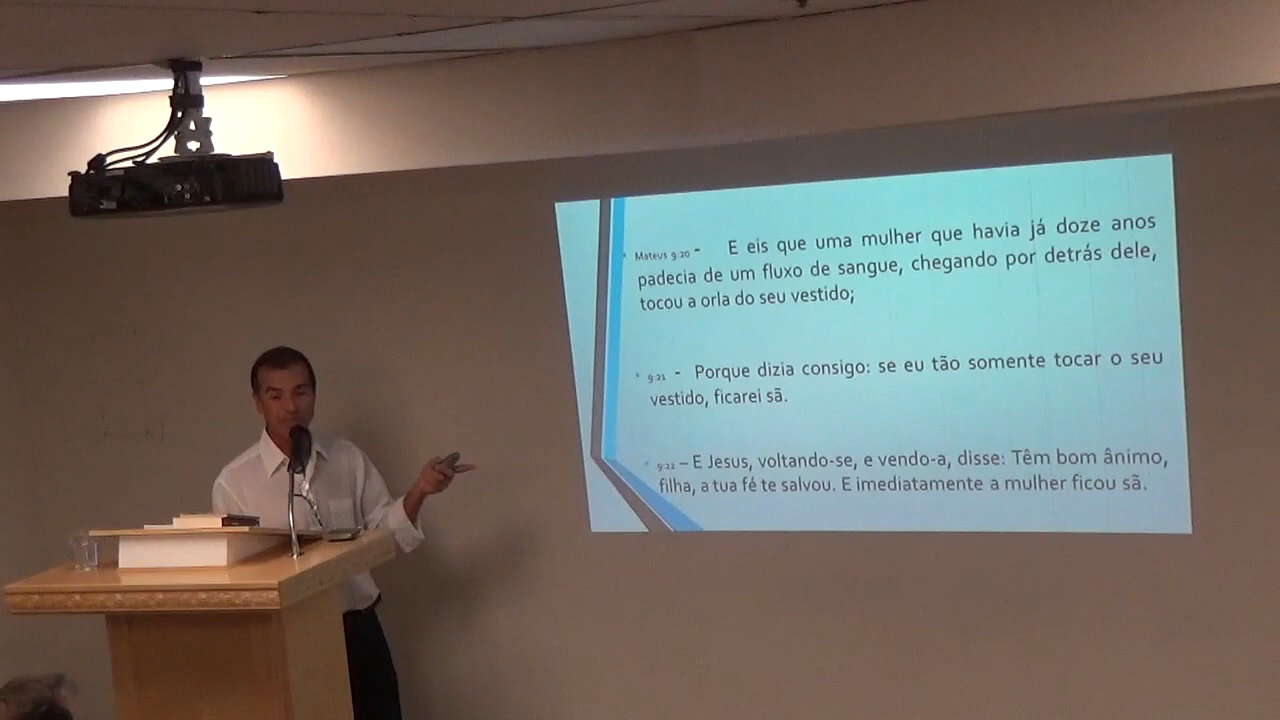 Mateus 9:20 - E eis que uma mulher que havia já doze anos
padecia de um fluxo de sangue, chegando por detrás dele,
tocou a orla do seu vestido;
9:21 - Porque dizia consigo: se eu tão somente tocar o seu
vestido, ficarei sã.
9:22 – E Jesus, voltando-se, e vendo-a, disse: Têm bom ânimo,
filha, a tua fé te salvou. E imediatamente a mulher ficou sã.